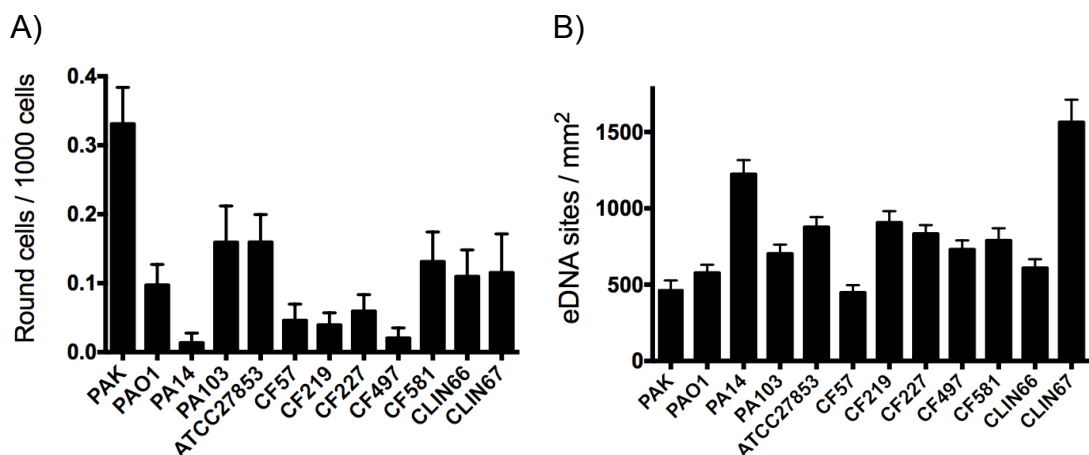 A)
Round cells / 1000 cells
0.4
0.3
0.2
0.1
0.0
PAK
PAO1
PA14
PA103
ATCC27853
CF57
CF219
CF227
CF497
CF581
CLIN66
CLIN67
B)
eDNA sites / mm²
1500
1000
500
0
PAK
PAO1
PA14
PA103
ATCC27853
CF57
CF219
CF227
CF497
CF581
CLIN66
CLIN67